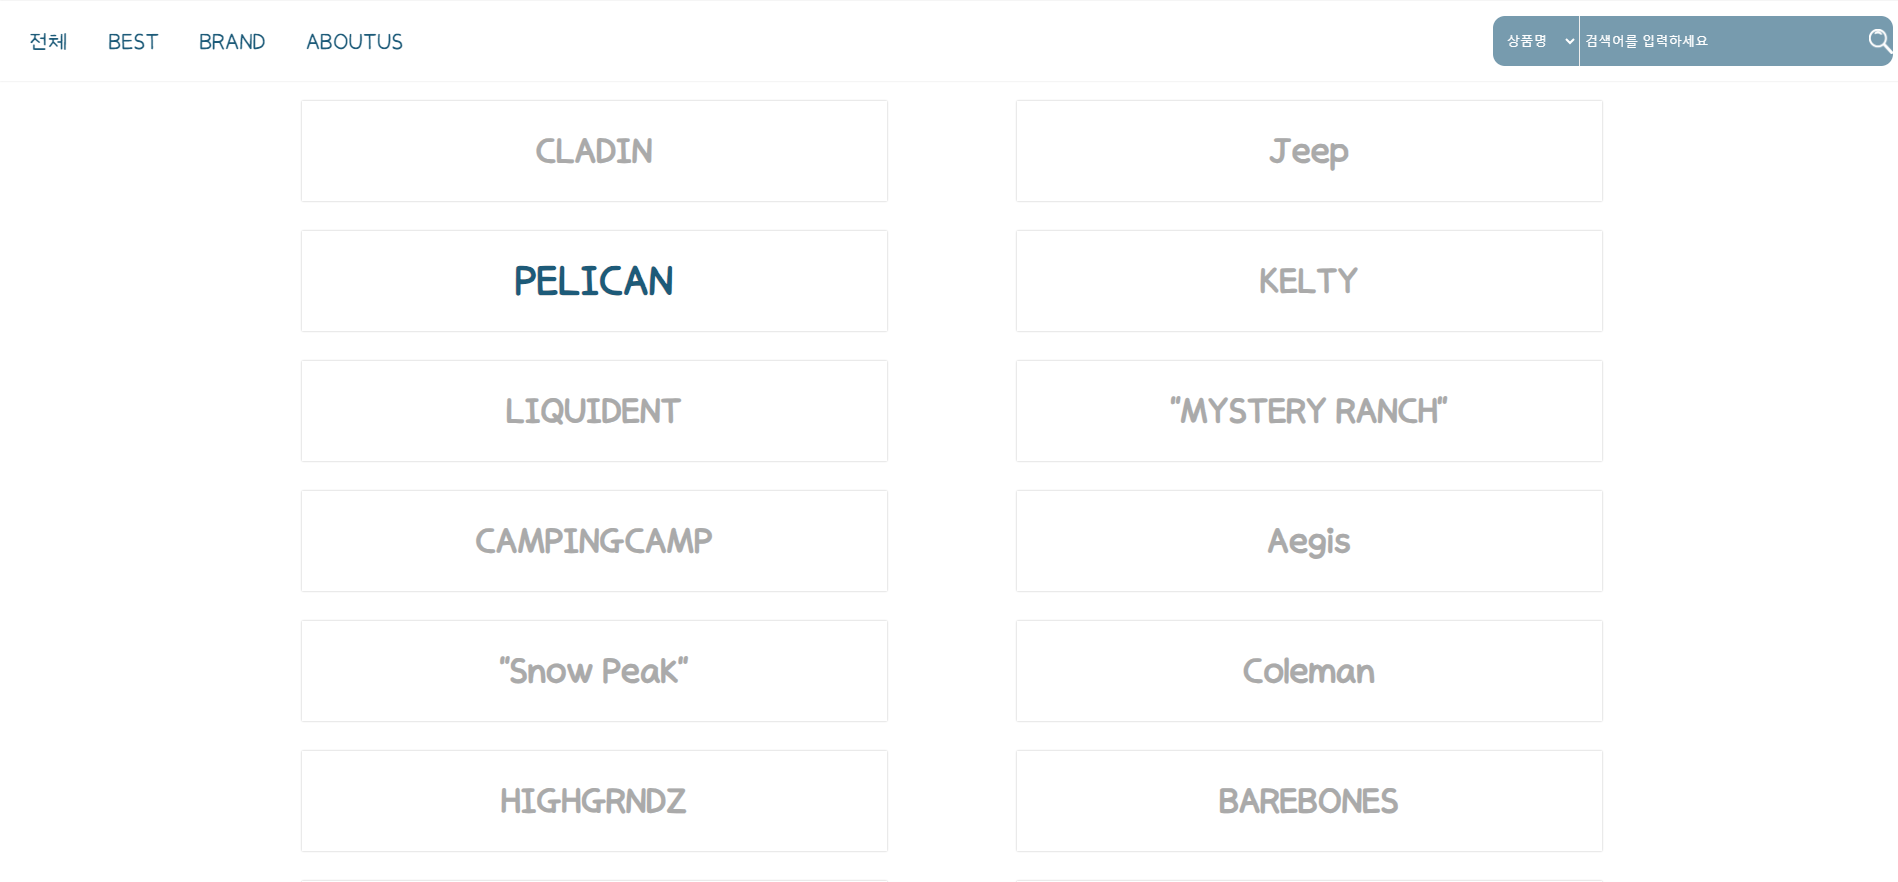 전체 BEST BRAND ABOUTUS 상품명 검색어를 입력하세요
CLADIN Jeep
PELICAN KELTY
LIQUIDENT "MYSTERY RANCH"
CAMPINGCAMP Aegis
"Snow Peak" Coleman
HIGHGRNDZ BAREBONES